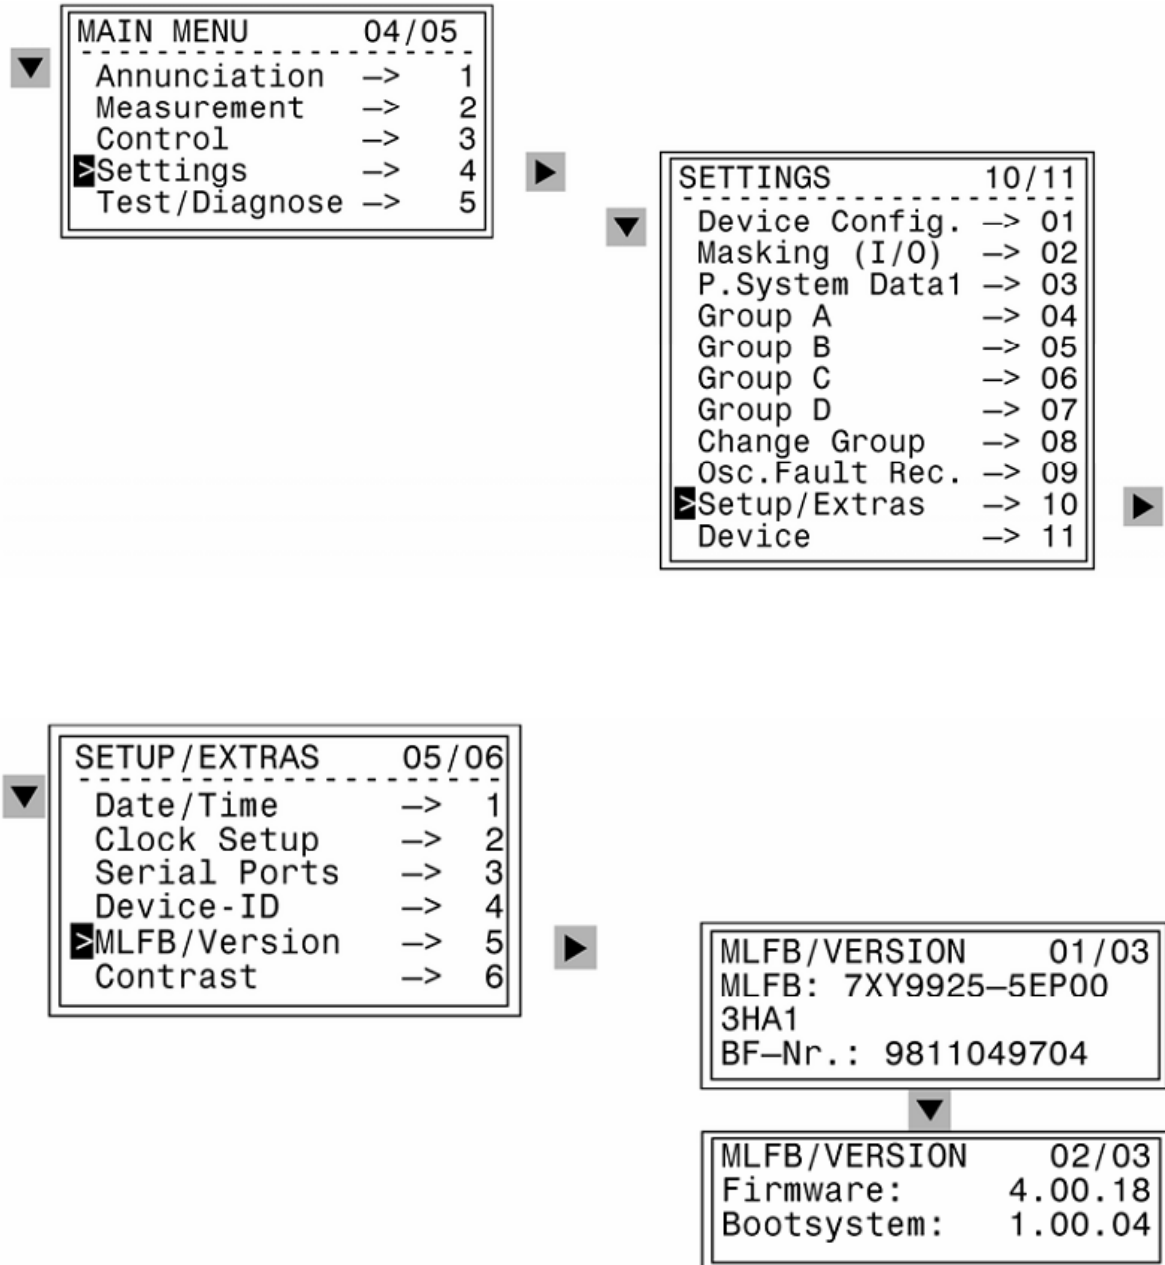 MAIN MENU 04/05
Annunciation —> 1
Measurement —> 2
Control —> 3
>Settings —> 4
Test/Diagnose —> 5
SETTINGS 10/11
Device Config. —> 01
Masking (I/O) —> 02
P.System Data1 —> 03
Group A —> 04
Group B —> 05
Group C —> 06
Group D —> 07
Change Group —> 08
Osc.Fault Rec. —> 09
>Setup/Extras —> 10
Device —> 11
SETUP/EXTRAS 05/06
Date/Time —> 1
Clock Setup —> 2
Serial Ports —> 3
Device-ID —> 4
>MLFB/Version —> 5
Contrast —> 6
MLFB/VERSION 01/03
MLFB: 7XY9925—5EP00
3HA1
BF—Nr.: 9811049704
MLFB/VERSION 02/03
Firmware: 4.00.18
Bootsystem: 1.00.04